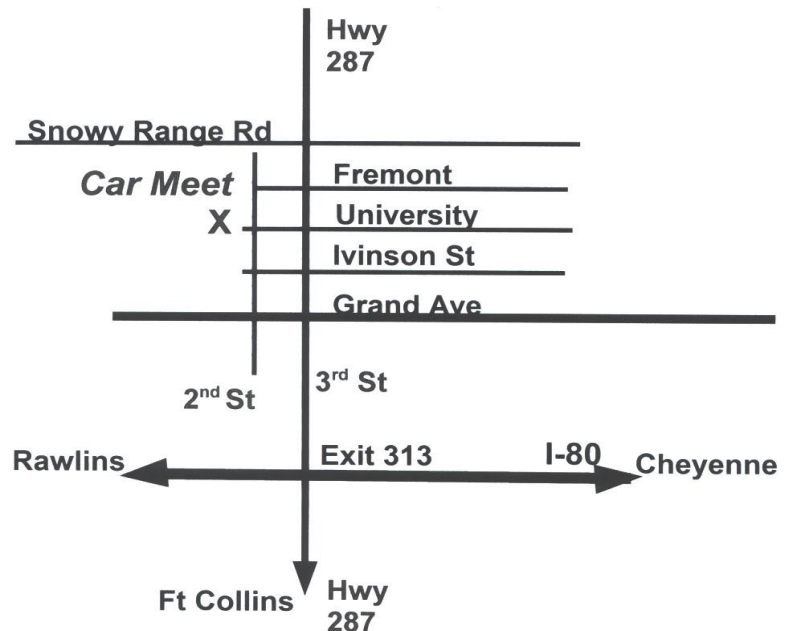 Hwy
287
Snowy Range Rd
Car Meet
Fremont
X
University
Ivinson St
Grand Ave
2nd St
3rd St
Rawlins
Exit 313
I-80
Cheyenne
Ft Collins
Hwy
287